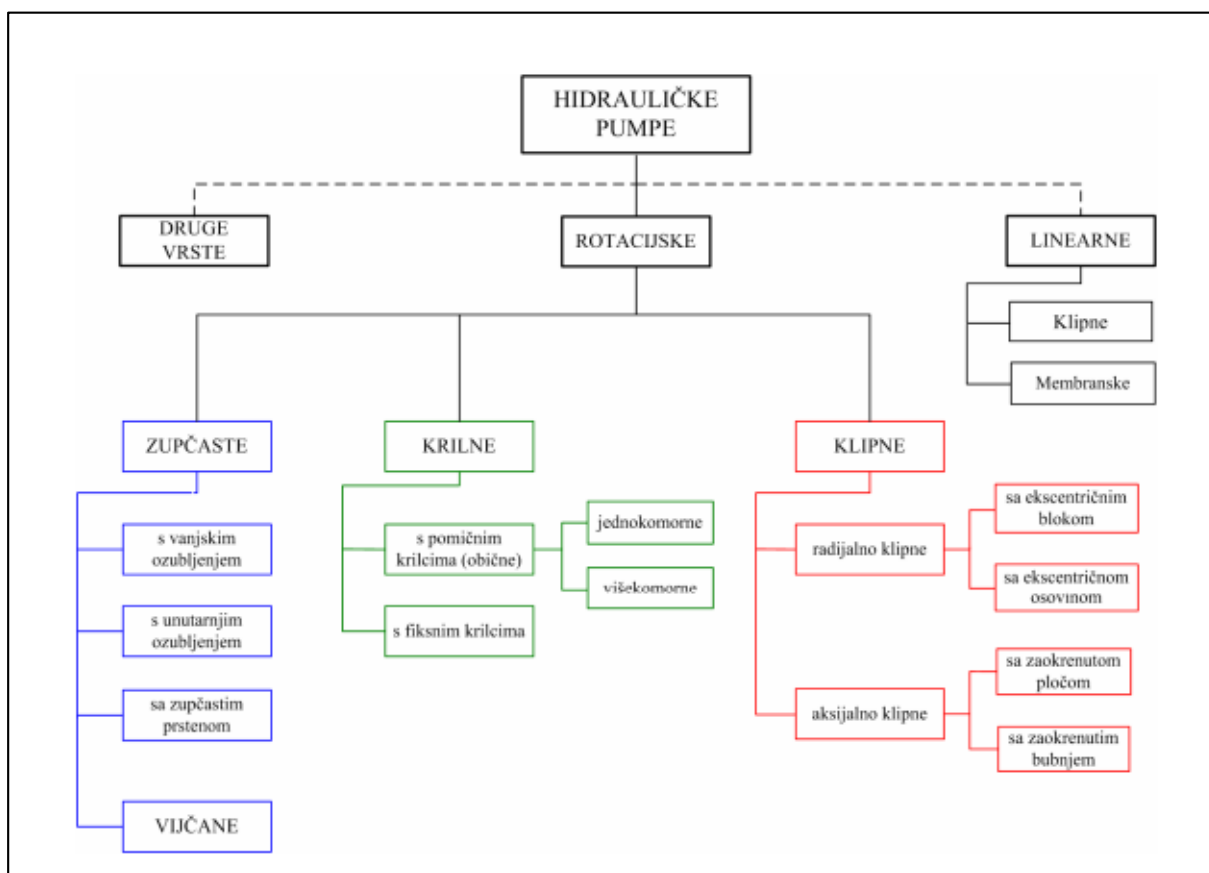 HIDRAULIČKE
PUMPE
DRUGE
VRSTE
ROTACIJSKE
LINEARNE
Klipne
Membranske
ZUPČASTE
s vanjskim
ozubljenjem
s unutarnjim
ozubljenjem
sa zupčastim
prstenom
VIJČANE
KRILNE
s pomičnim
krilcima (obične)
jednokomorne
višekomorne
s fiksnim krilcima
KLIPNE
radijalno klipne
sa ekscentričnim
blokom
sa ekscentričnom
osovinom
aksijalno klipne
sa zaokrenutom
pločom
sa zaokrenutim
bubnjem